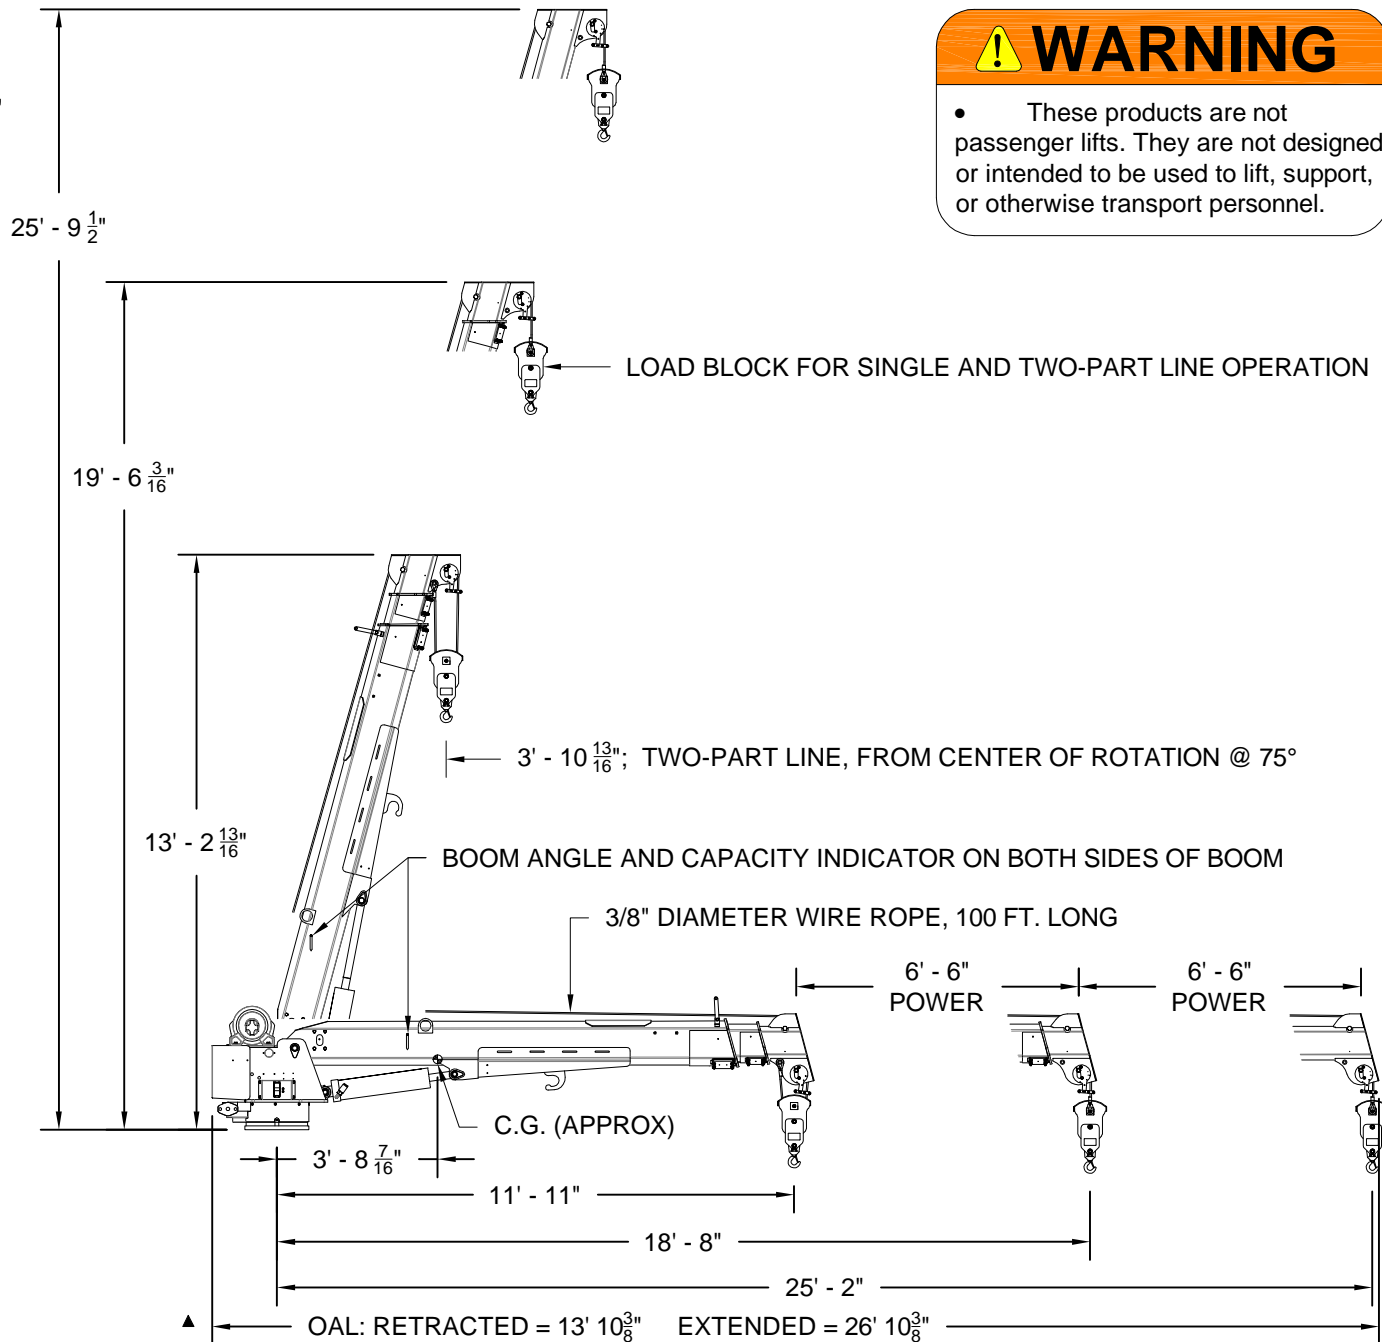 WARNING
• These products are not
passenger lifts. They are not designed
or intended to be used to lift, support,
or otherwise transport personnel.
25' - 9 1/2"
LOAD BLOCK FOR SINGLE AND TWO-PART LINE OPERATION
19' - 6 3/16"
3' - 10 13/16"; TWO-PART LINE, FROM CENTER OF ROTATION @ 75°
13' - 2 13/16"
BOOM ANGLE AND CAPACITY INDICATOR ON BOTH SIDES OF BOOM
3/8" DIAMETER WIRE ROPE, 100 FT. LONG
6' - 6"
POWER
6' - 6"
POWER
C.G. (APPROX)
3' - 8 7/16"
11' - 11"
18' - 8"
25' - 2"
OAL: RETRACTED = 13' 10 3/8" EXTENDED = 26' 10 3/8"